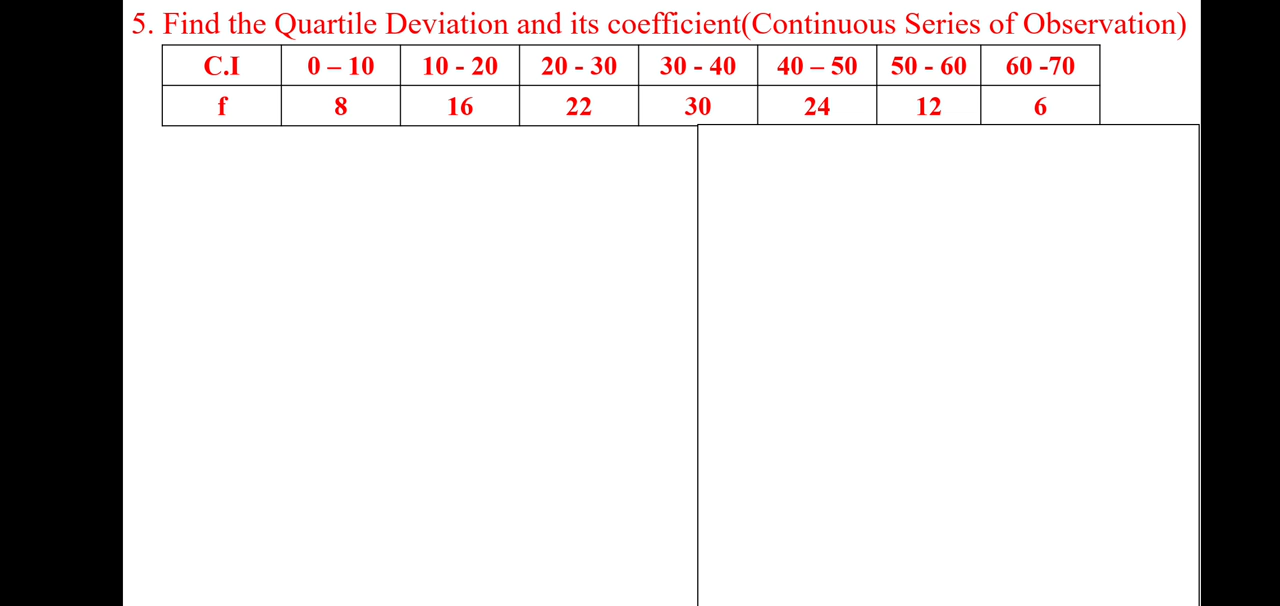 5. Find the Quartile Deviation and its coefficient(Continuous Series of Observation)
C.I 0 – 10 10 - 20 20 - 30 30 - 40 40 – 50 50 - 60 60 -70
f 8 16 22 30 24 12 6